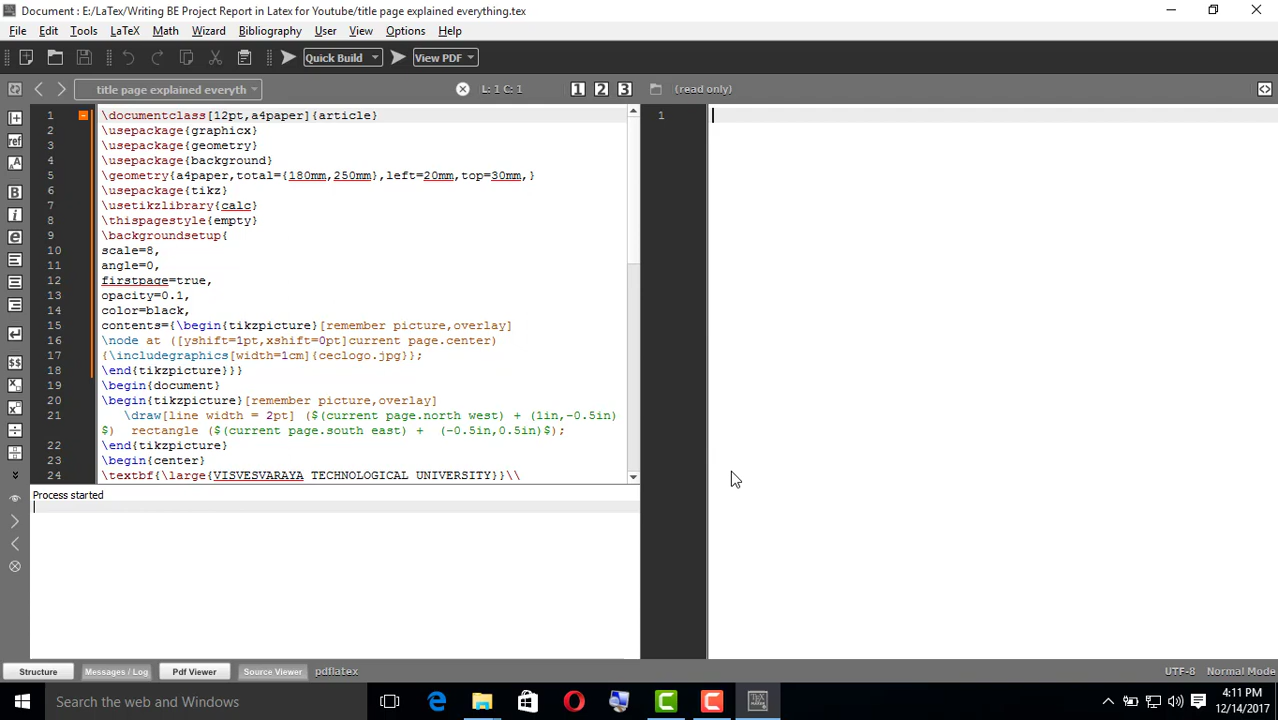 Document : E:/LaTex/Writing BE Project Report in Latex for Youtube/title page explained everything.tex
File Edit Tools LaTeX Math Wizard Bibliography User View Options Help
Quick Build View PDF
title page explained everyth L: 1 C: 1 1 2 3 (read only)
1 \documentclass[12pt,a4paper]{article} 1
2 \usepackage{graphicx}
3 \usepackage{geometry}
4 \usepackage{background}
5 \geometry{a4paper,total={180mm,250mm},left=20mm,top=30mm,}
6 \usepackage{tikz}
7 \usetikzlibrary{calc}
8 \thispagestyle{empty}
9 \backgroundsetup{
10 scale=8,
11 angle=0,
12 firstpage=true,
13 opacity=0.1,
14 color=black,
15 contents={\begin{tikzpicture}[remember picture,overlay]
16 \node at ([yshift=1pt,xshift=0pt]current page.center)
17 {\includegraphics[width=1cm]{ceclogo.jpg}};
18 \end{tikzpicture}}}
19 \begin{document}
20 \begin{tikzpicture}[remember picture,overlay]
21 \draw[line width = 2pt] ($(current page.north west) + (1in,-0.5in)
$) rectangle ($(current page.south east) + (-0.5in,0.5in)$);
22 \end{tikzpicture}
23 \begin{center}
24 \textbf{\large{VISVESVARAYA TECHNOLOGICAL UNIVERSITY}}\\
Process started
Structure Messages / Log Pdf Viewer Source Viewer pdflatex UTF-8 Normal Mode
Search the web and Windows
4:11 PM
12/14/2017